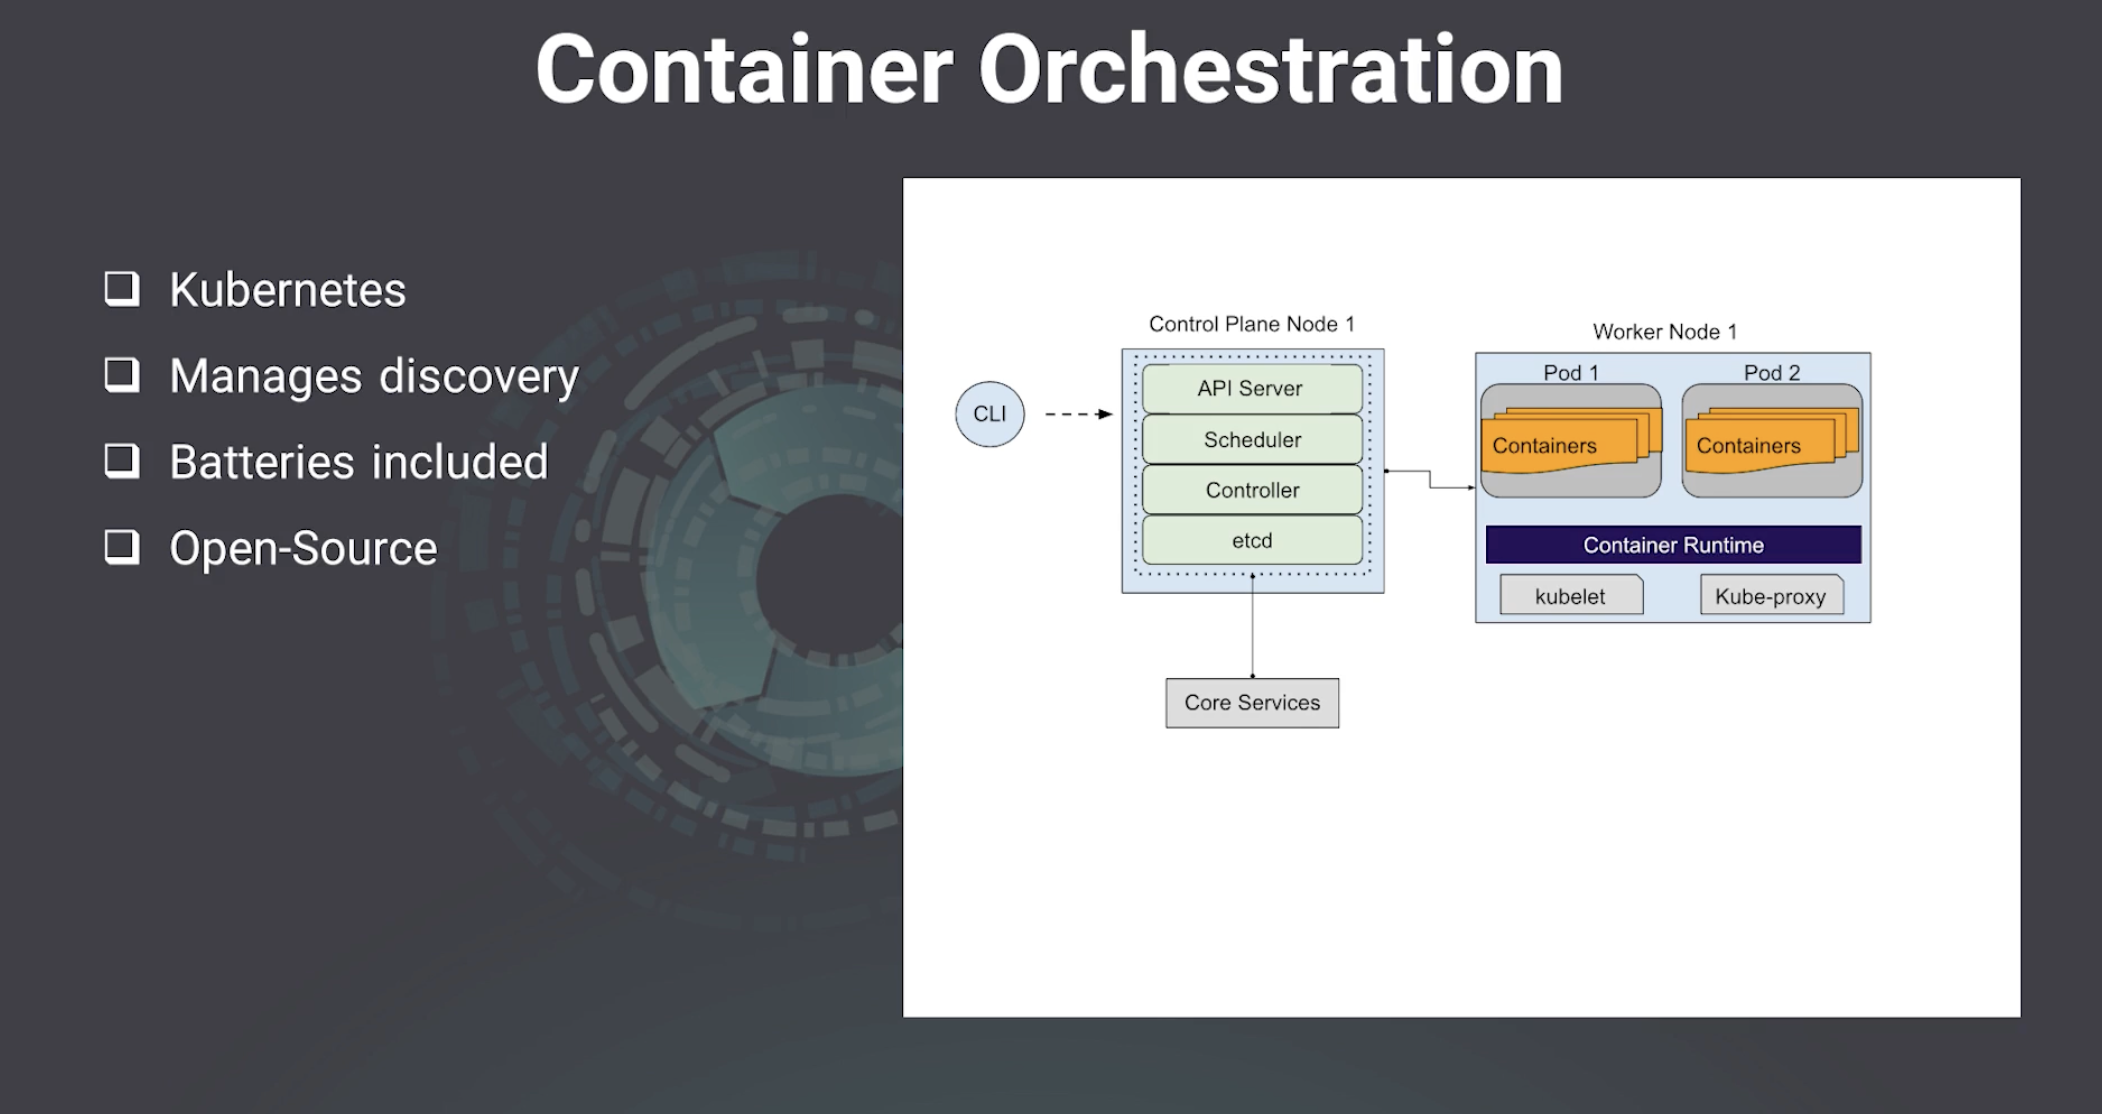 Container Orchestration
Kubernetes
Manages discovery
Batteries included
Open-Source
CLI
Control Plane Node 1
API Server
Scheduler
Controller
etcd
Core Services
Worker Node 1
Pod 1
Containers
Pod 2
Containers
Container Runtime
kubelet
Kube-proxy